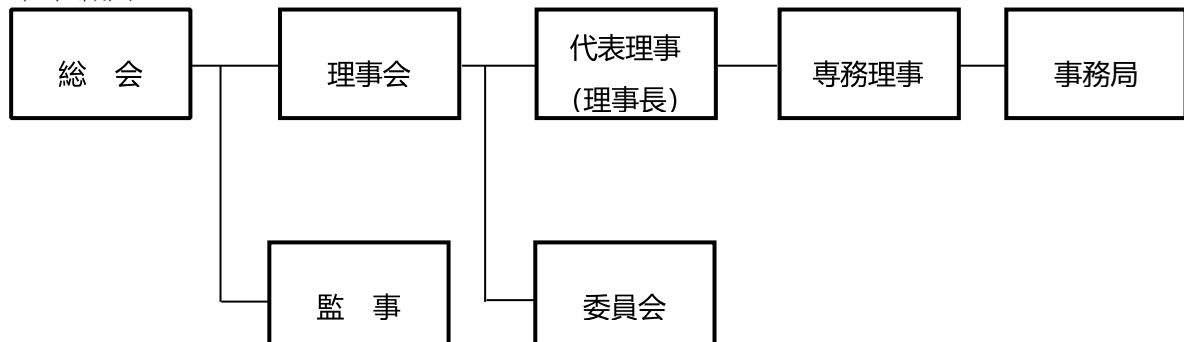 総　会
理事会
代表理事
（理事長）
専務理事
事務局
監　事
委員会